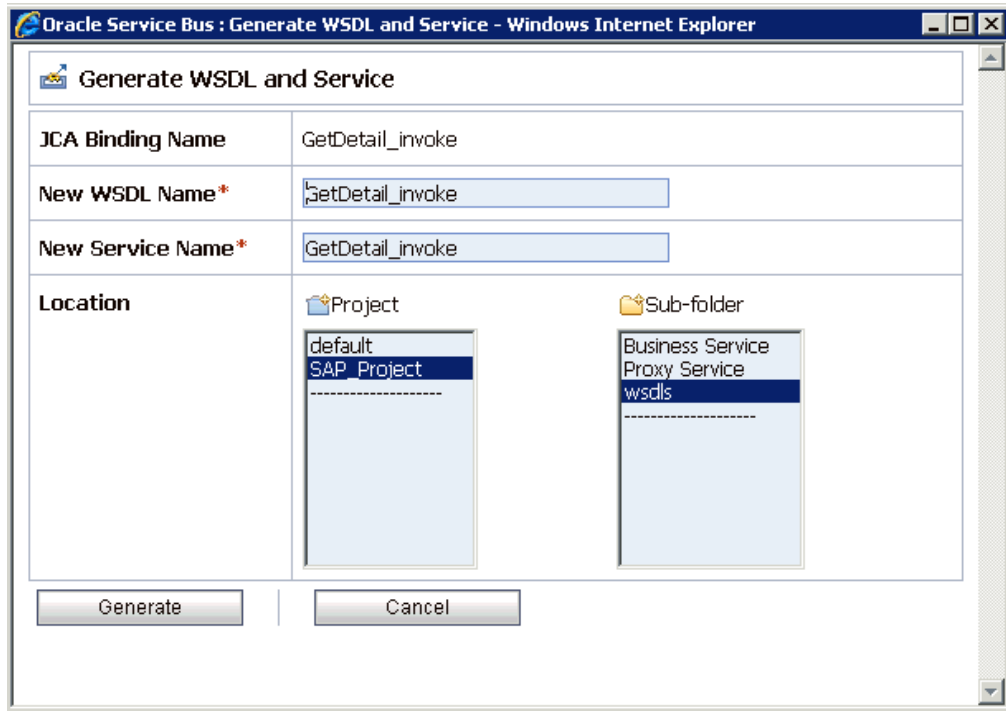 Oracle Service Bus : Generate WSDL and Service - Windows Internet Explorer
Generate WSDL and Service
JCA Binding Name GetDetail_invoke
New WSDL Name* GetDetail_invoke
New Service Name* GetDetail_invoke
Location Project Sub-folder
default Business Service
SAP_Project Proxy Service
-------------------- wsdls
--------------------
Generate Cancel